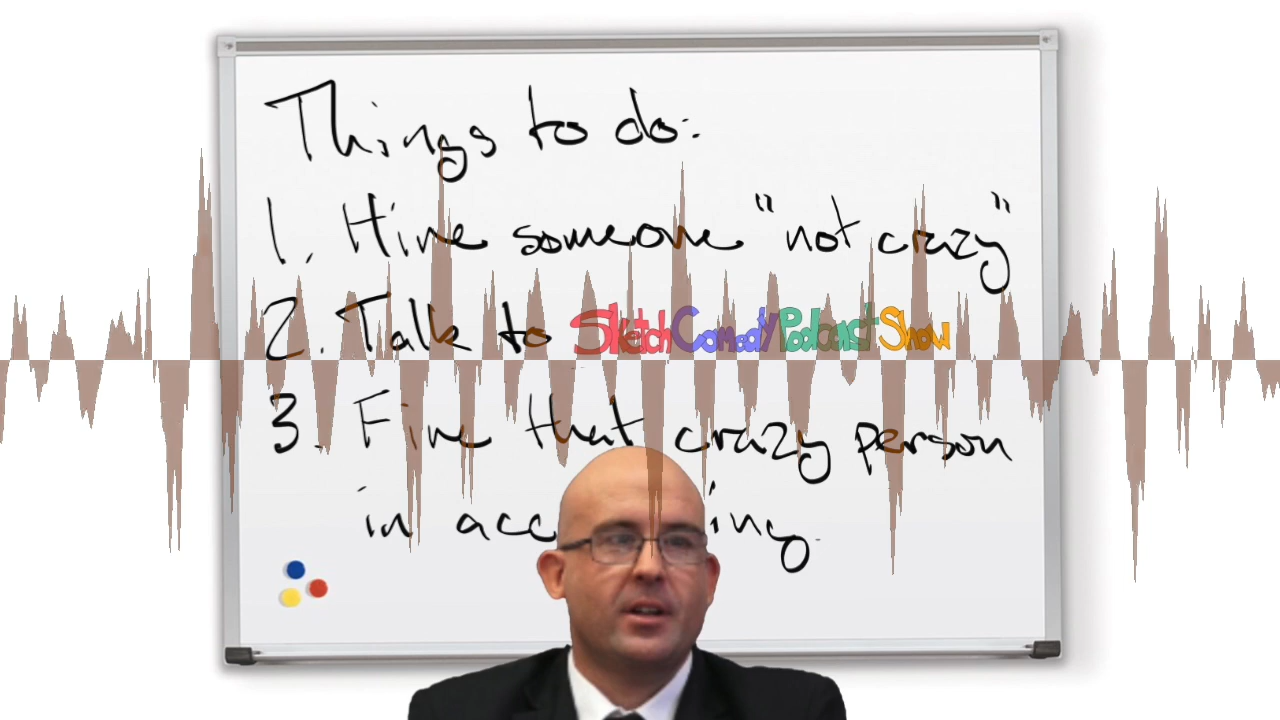 Things to do:
1. Hire someone "not crazy"
2. Talk to SketchComedyPodcastShow
3. Fire that crazy person
in